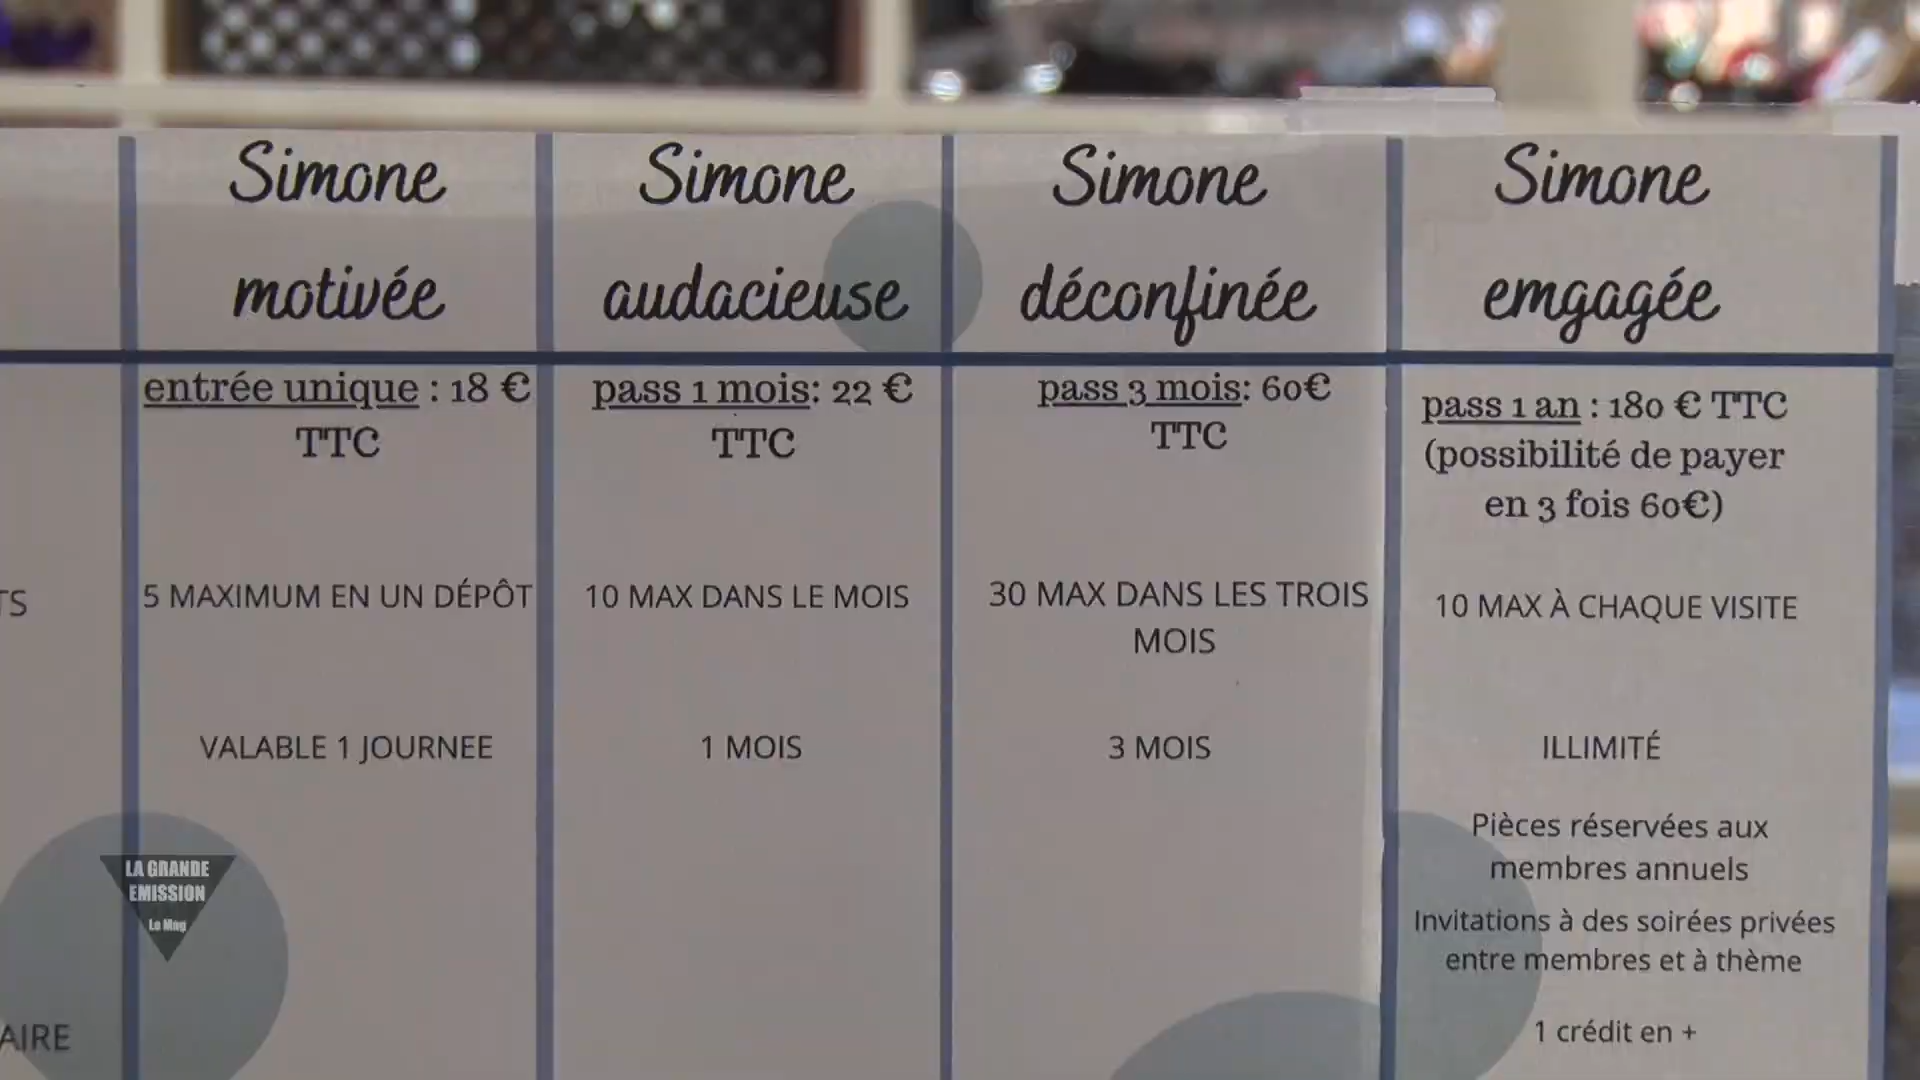 Simone
motivée
Simone
audacieuse
Simone
déconfinée
Simone
emgagée
entrée unique : 18 €
TTC
pass 1 mois: 22 €
TTC
pass 3 mois: 60€
TTC
pass 1 an : 180 € TTC
(possibilité de payer
en 3 fois 60€)
TS
5 MAXIMUM EN UN DÉPÔT
10 MAX DANS LE MOIS
30 MAX DANS LES TROIS
MOIS
10 MAX À CHAQUE VISITE
VALABLE 1 JOURNEE
1 MOIS
3 MOIS
ILLIMITÉ
Pièces réservées aux
membres annuels
Invitations à des soirées privées
entre membres et à thème
AIRE
1 crédit en +
LA GRANDE
EMISSION
Le Mag